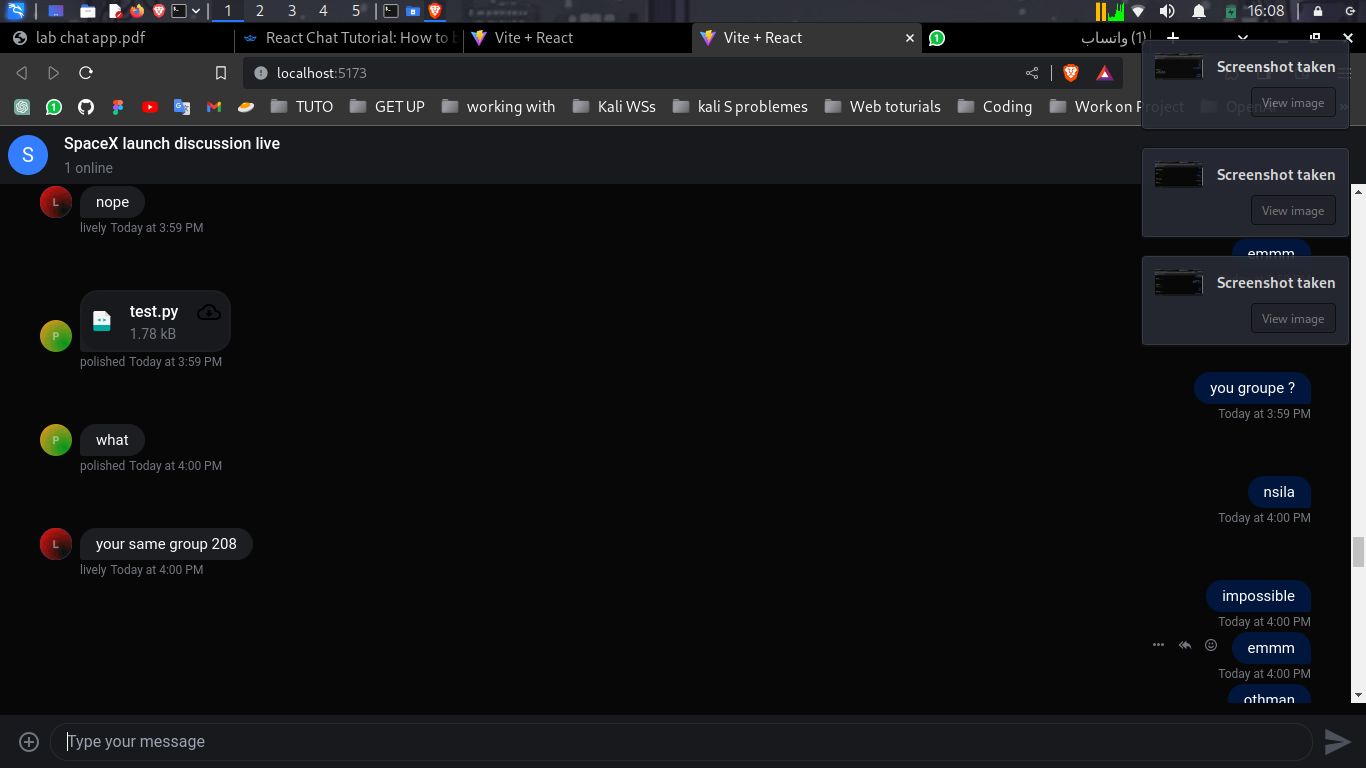 1 2 3 4 5 16:08
lab chat app.pdf React Chat Tutorial: How to b Vite + React Vite + React (1) واتساب
localhost:5173
TUTO GET UP working with Kali WSs kali S problemes Web toturials Coding Work on Project
Screenshot taken
View image
Screenshot taken
View image
Screenshot taken
View image
S
SpaceX launch discussion live
1 online
L
nope
lively Today at 3:59 PM
emmm
test.py
1.78 kB
P
polished Today at 3:59 PM
you groupe ?
Today at 3:59 PM
P
what
polished Today at 4:00 PM
nsila
Today at 4:00 PM
L
your same group 208
lively Today at 4:00 PM
impossible
Today at 4:00 PM
emmm
Today at 4:00 PM
othman
Type your message